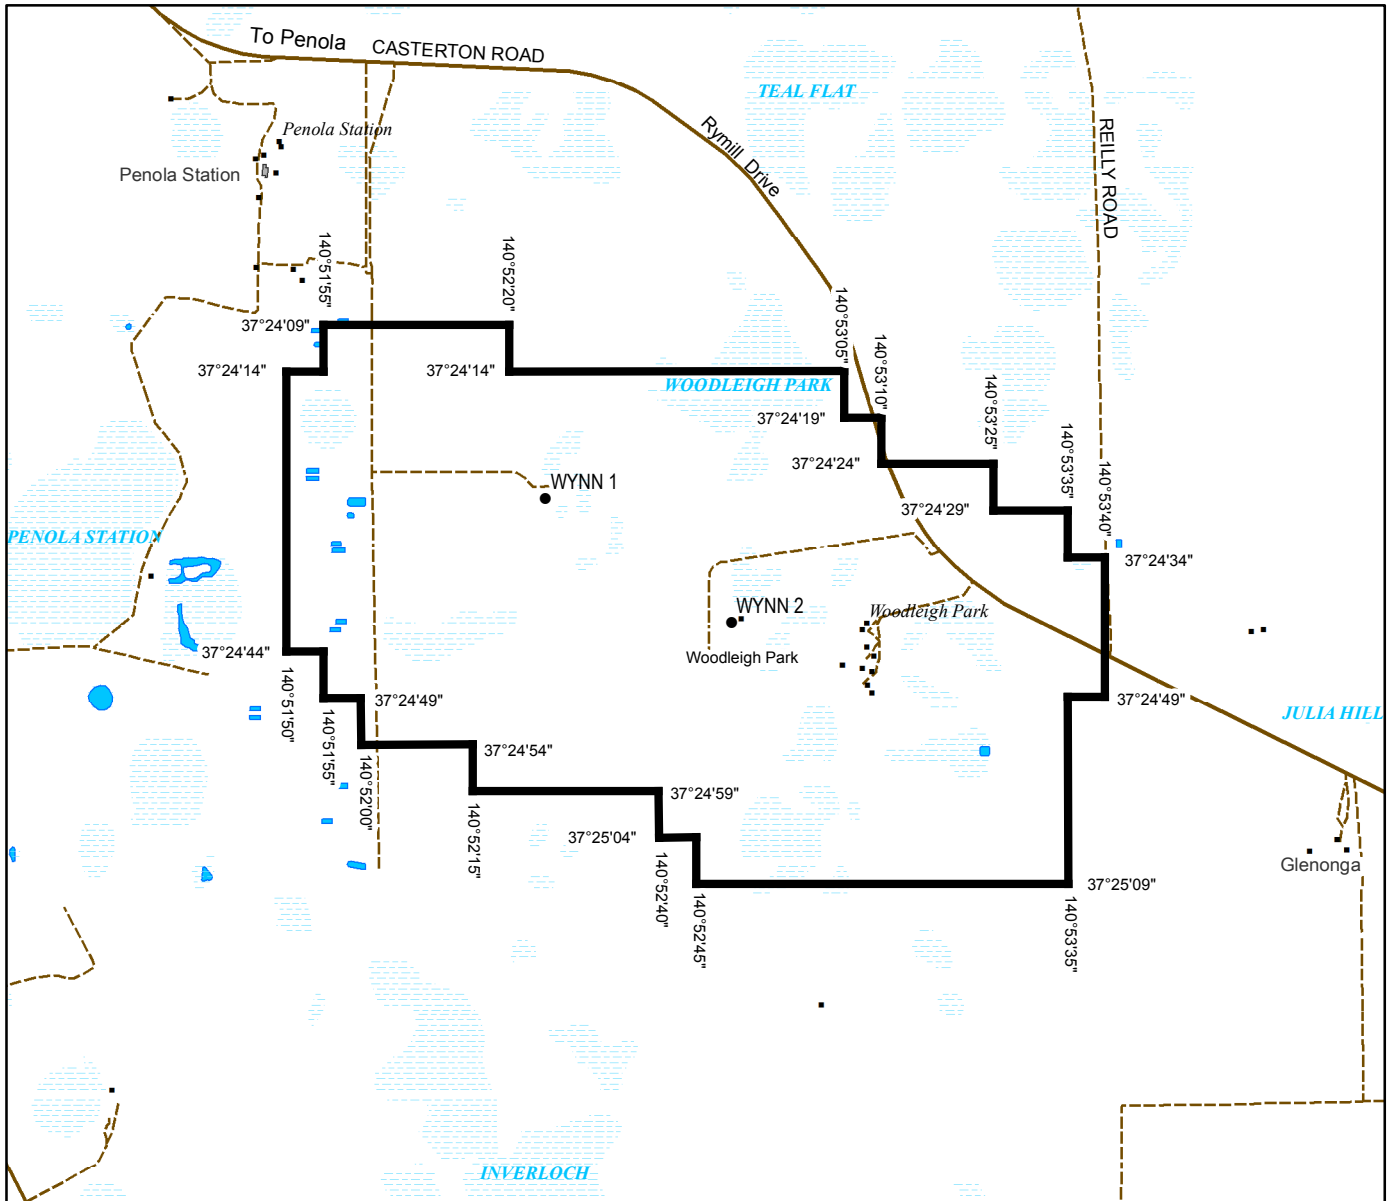 To Penola
CASTERTON ROAD
TEAL FLAT
Rymill Drive
REILLY ROAD
Penola Station
Penola Station
140°51'55"
140°52'20"
37°24'09"
140°53'05"
37°24'14"
37°24'14"
WOODLEIGH PARK
140°53'10"
140°53'25"
37°24'19"
140°53'35"
37°24'24"
140°53'40"
WYNN 1
37°24'29"
PENOLA STATION
37°24'34"
WYNN 2
Woodleigh Park
37°24'44"
Woodleigh Park
140°51'50"
37°24'49"
37°24'49"
JULIA HILL
140°51'55"
37°24'54"
140°52'00"
37°24'59"
140°52'15"
37°25'04"
Glenonga
140°52'40"
37°25'09"
140°52'45"
140°53'35"
INVERLOCH